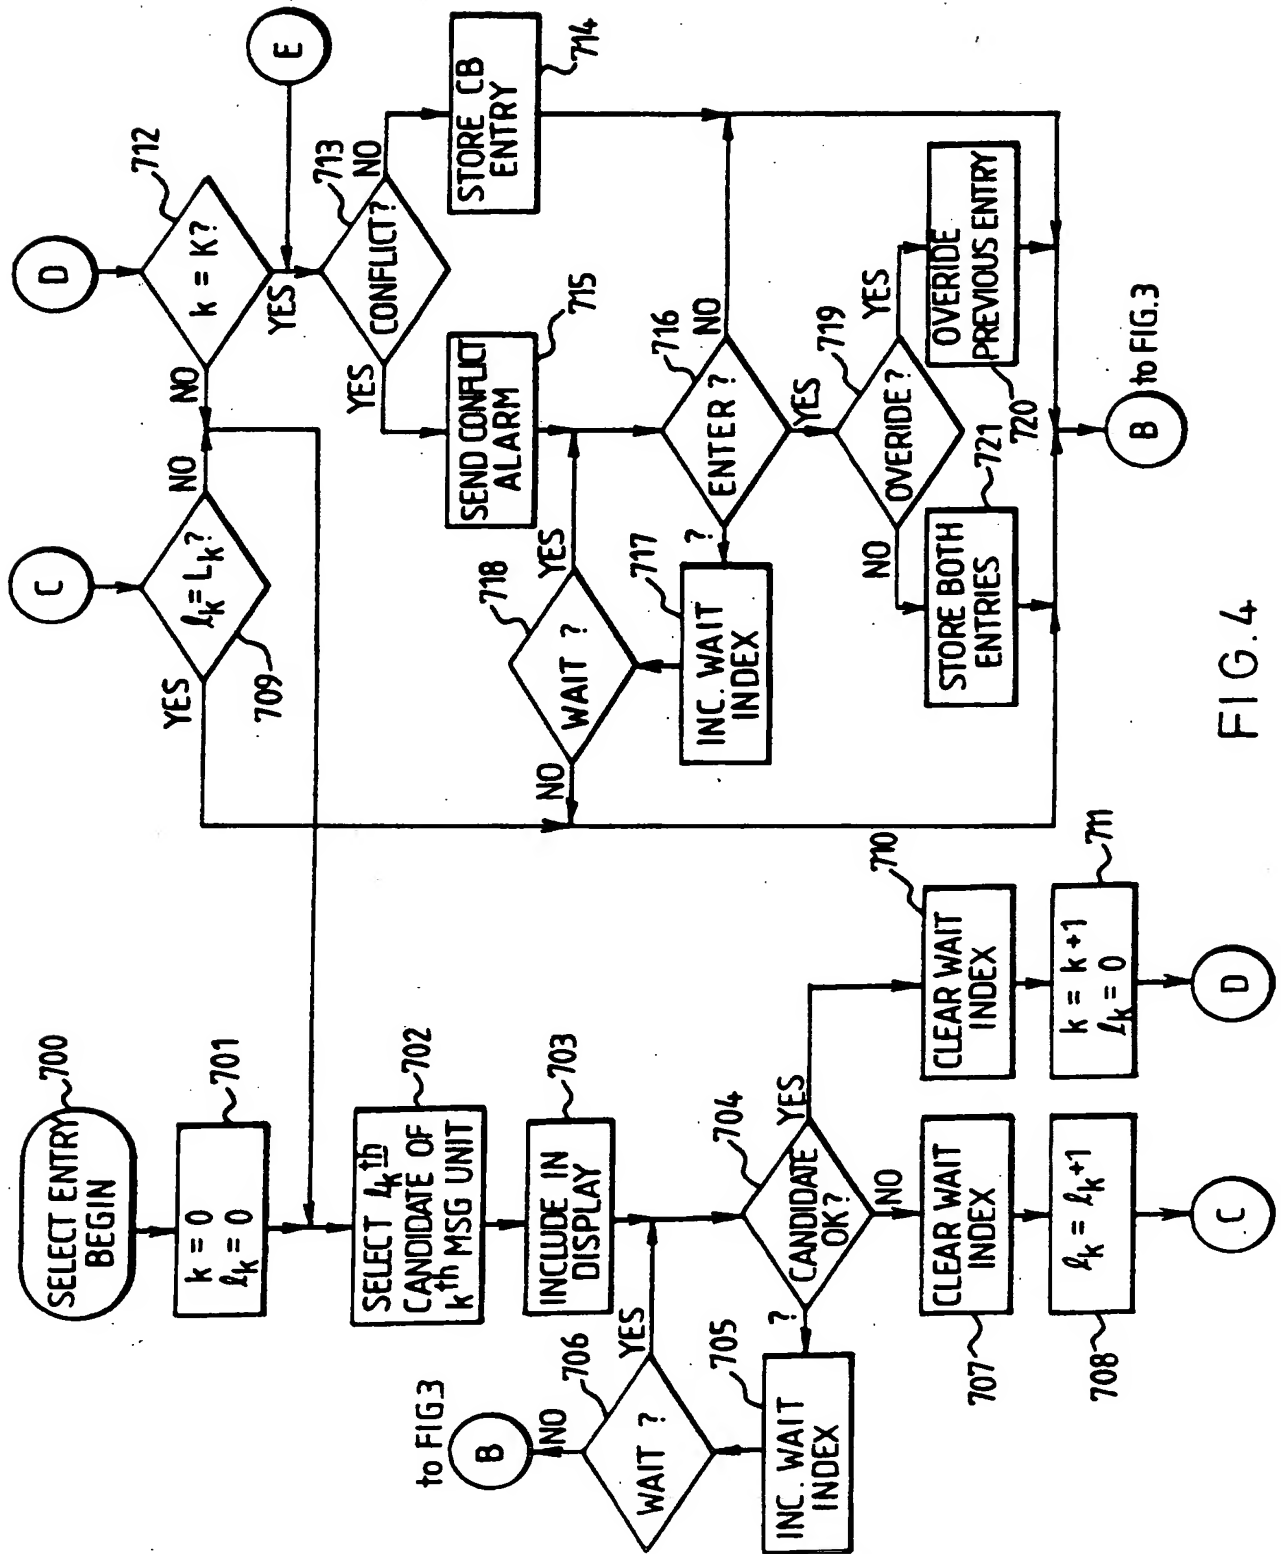 SELECT ENTRY
BEGIN
700
k = 0
ℓk = 0
701
SELECT ℓk th
CANDIDATE OF
kth MSG UNIT
702
INCLUDE IN
DISPLAY
703
to FIG3
B
NO
WAIT ?
706
YES
CANDIDATE
OK?
704
YES
NO
?
INC. WAIT
INDEX
705
CLEAR WAIT
INDEX
707
ℓk = ℓk+1
708
C
CLEAR WAIT
INDEX
710
k = k+1
ℓk = 0
711
D
C
ℓk = Lk?
709
YES
NO
D
k = K?
712
NO
YES
E
CONFLICT?
713
YES
NO
STORE CB
ENTRY
714
SEND CONFLICT
ALARM
715
ENTER ?
716
NO
YES
?
INC. WAIT
INDEX
717
WAIT ?
718
YES
NO
OVERIDE?
719
NO
YES
STORE BOTH
ENTRIES
721
OVERIDE
PREVIOUS ENTRY
720
B
to FIG.3
FIG.4